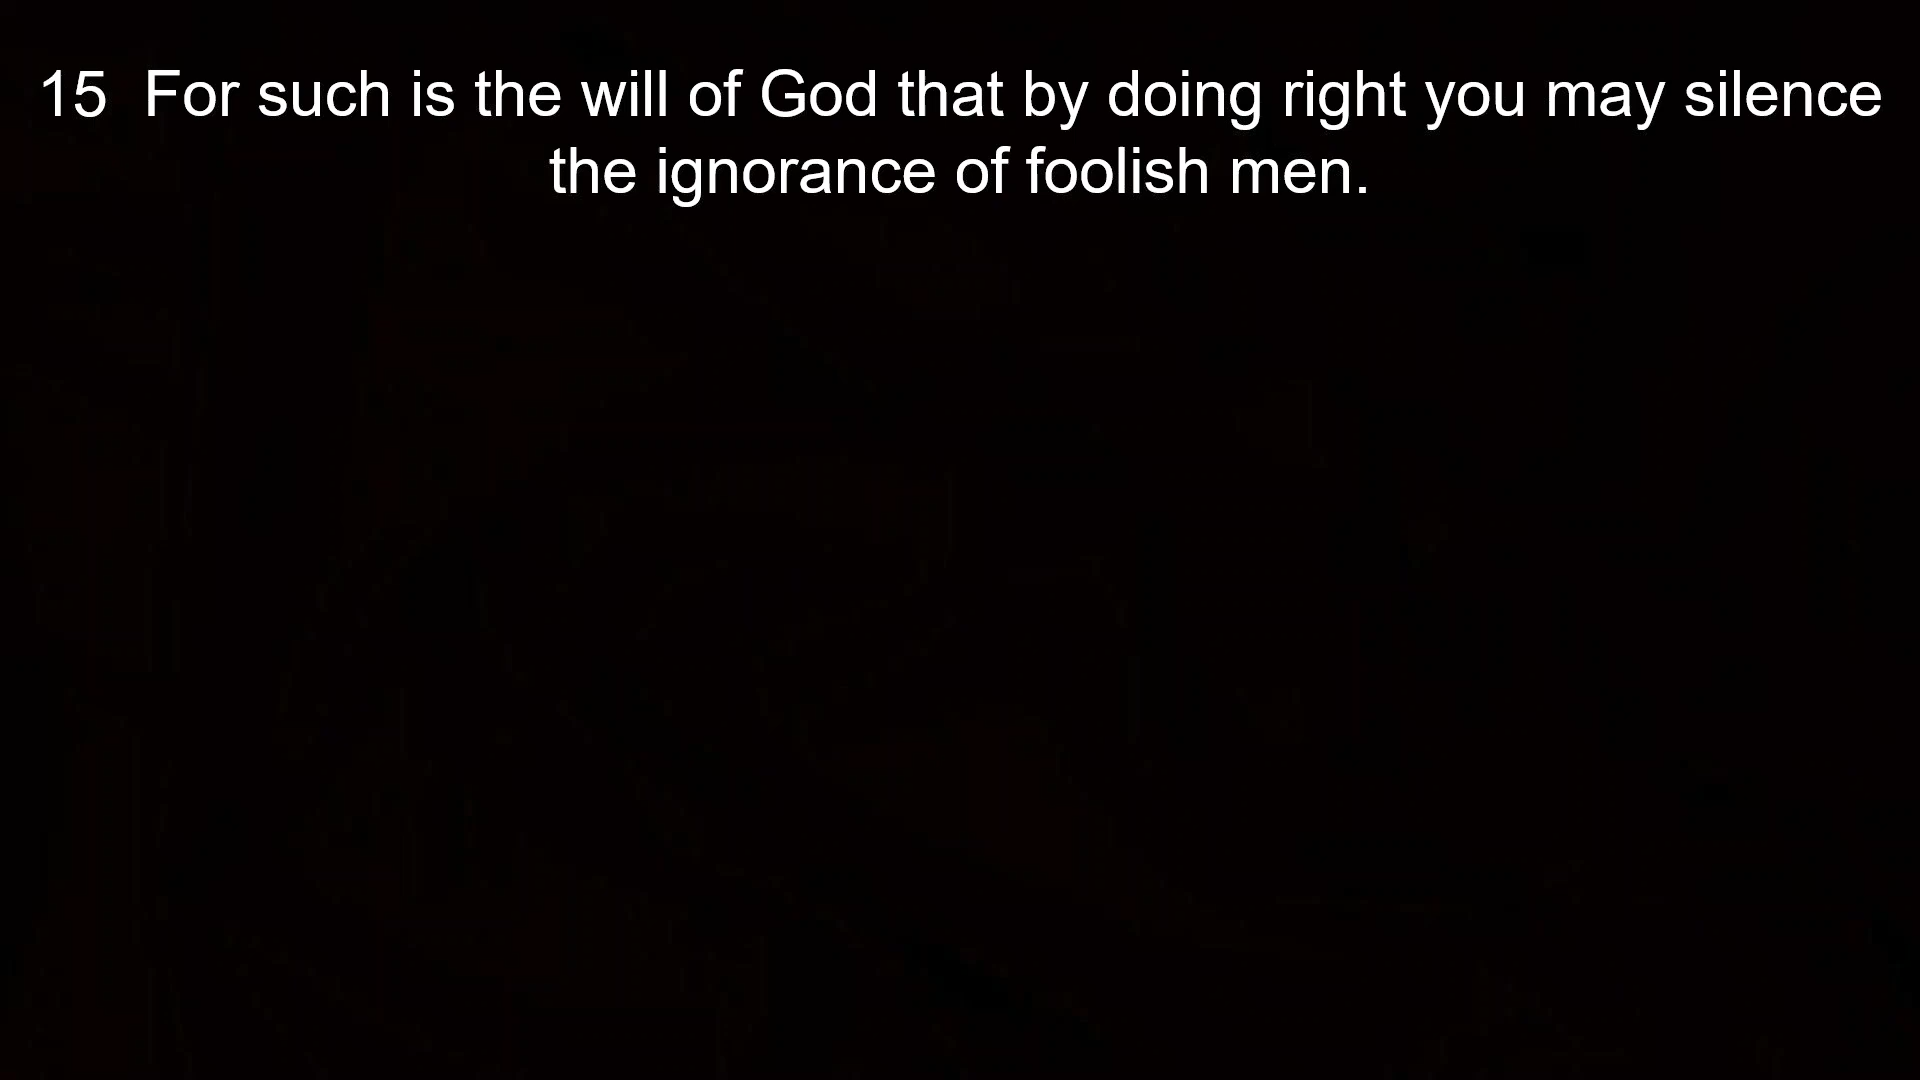 15 For such is the will of God that by doing right you may silence
the ignorance of foolish men.